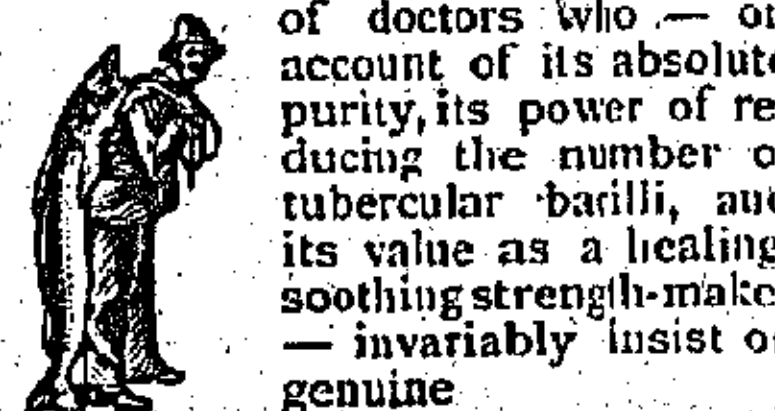 of doctors who — on
account of its absolute
purity, its power of re
ducing the number o
tubercular bacilli, and
its value as a healing
soothing strength-make
— invariably insist on
genuine